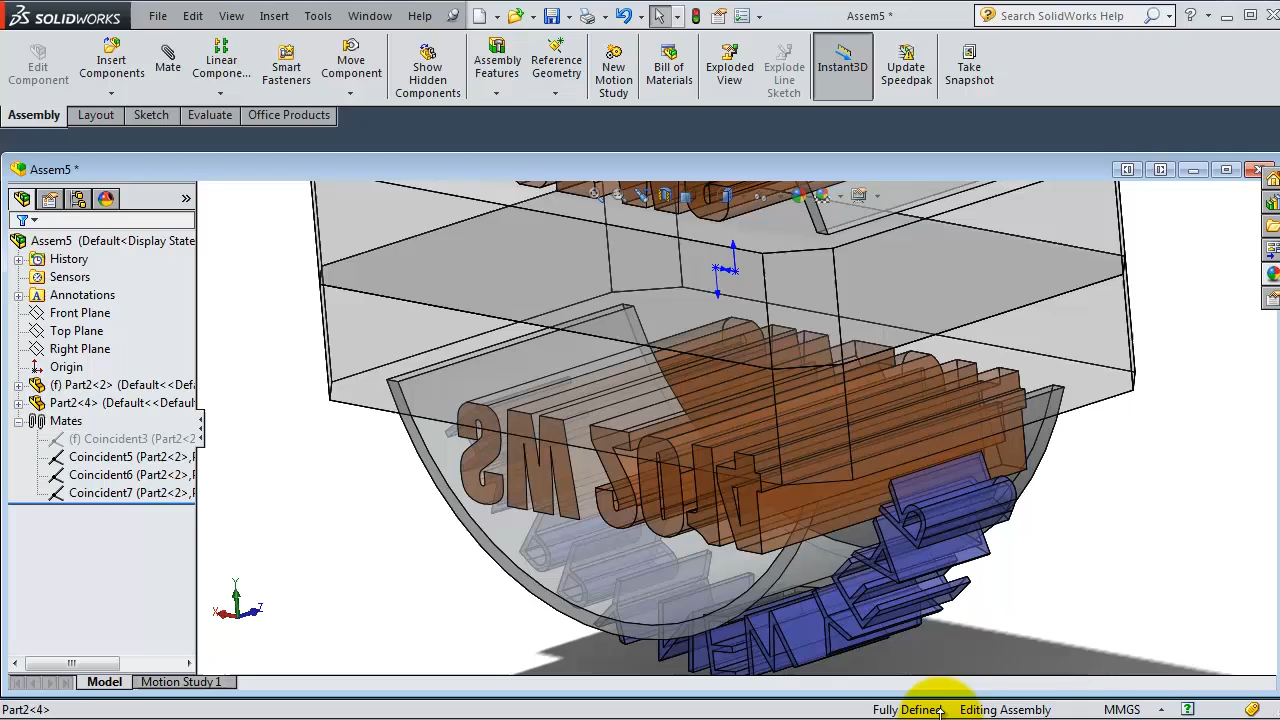 SOLIDWORKS File Edit View Insert Tools Window Help Assem5 * Search SolidWorks Help
Edit Component
Insert Components
Mate
Linear Compone...
Smart Fasteners
Move Component
Show Hidden Components
Assembly Features
Reference Geometry
New Motion Study
Bill of Materials
Exploded View
Explode Line Sketch
Instant3D
Update Speedpak
Take Snapshot
Assembly Layout Sketch Evaluate Office Products
Assem5 *
Assem5 (Default<Display State
History
Sensors
Annotations
Front Plane
Top Plane
Right Plane
Origin
(f) Part2<2> (Default<<Def
Part2<4> (Default<<Defaul
Mates
(f) Coincident3 (Part2<2
Coincident5 (Part2<2>,
Coincident6 (Part2<2>,
Coincident7 (Part2<2>,
Y
X Z
Model Motion Study 1
Part2<4> Fully Defined Editing Assembly MMGS